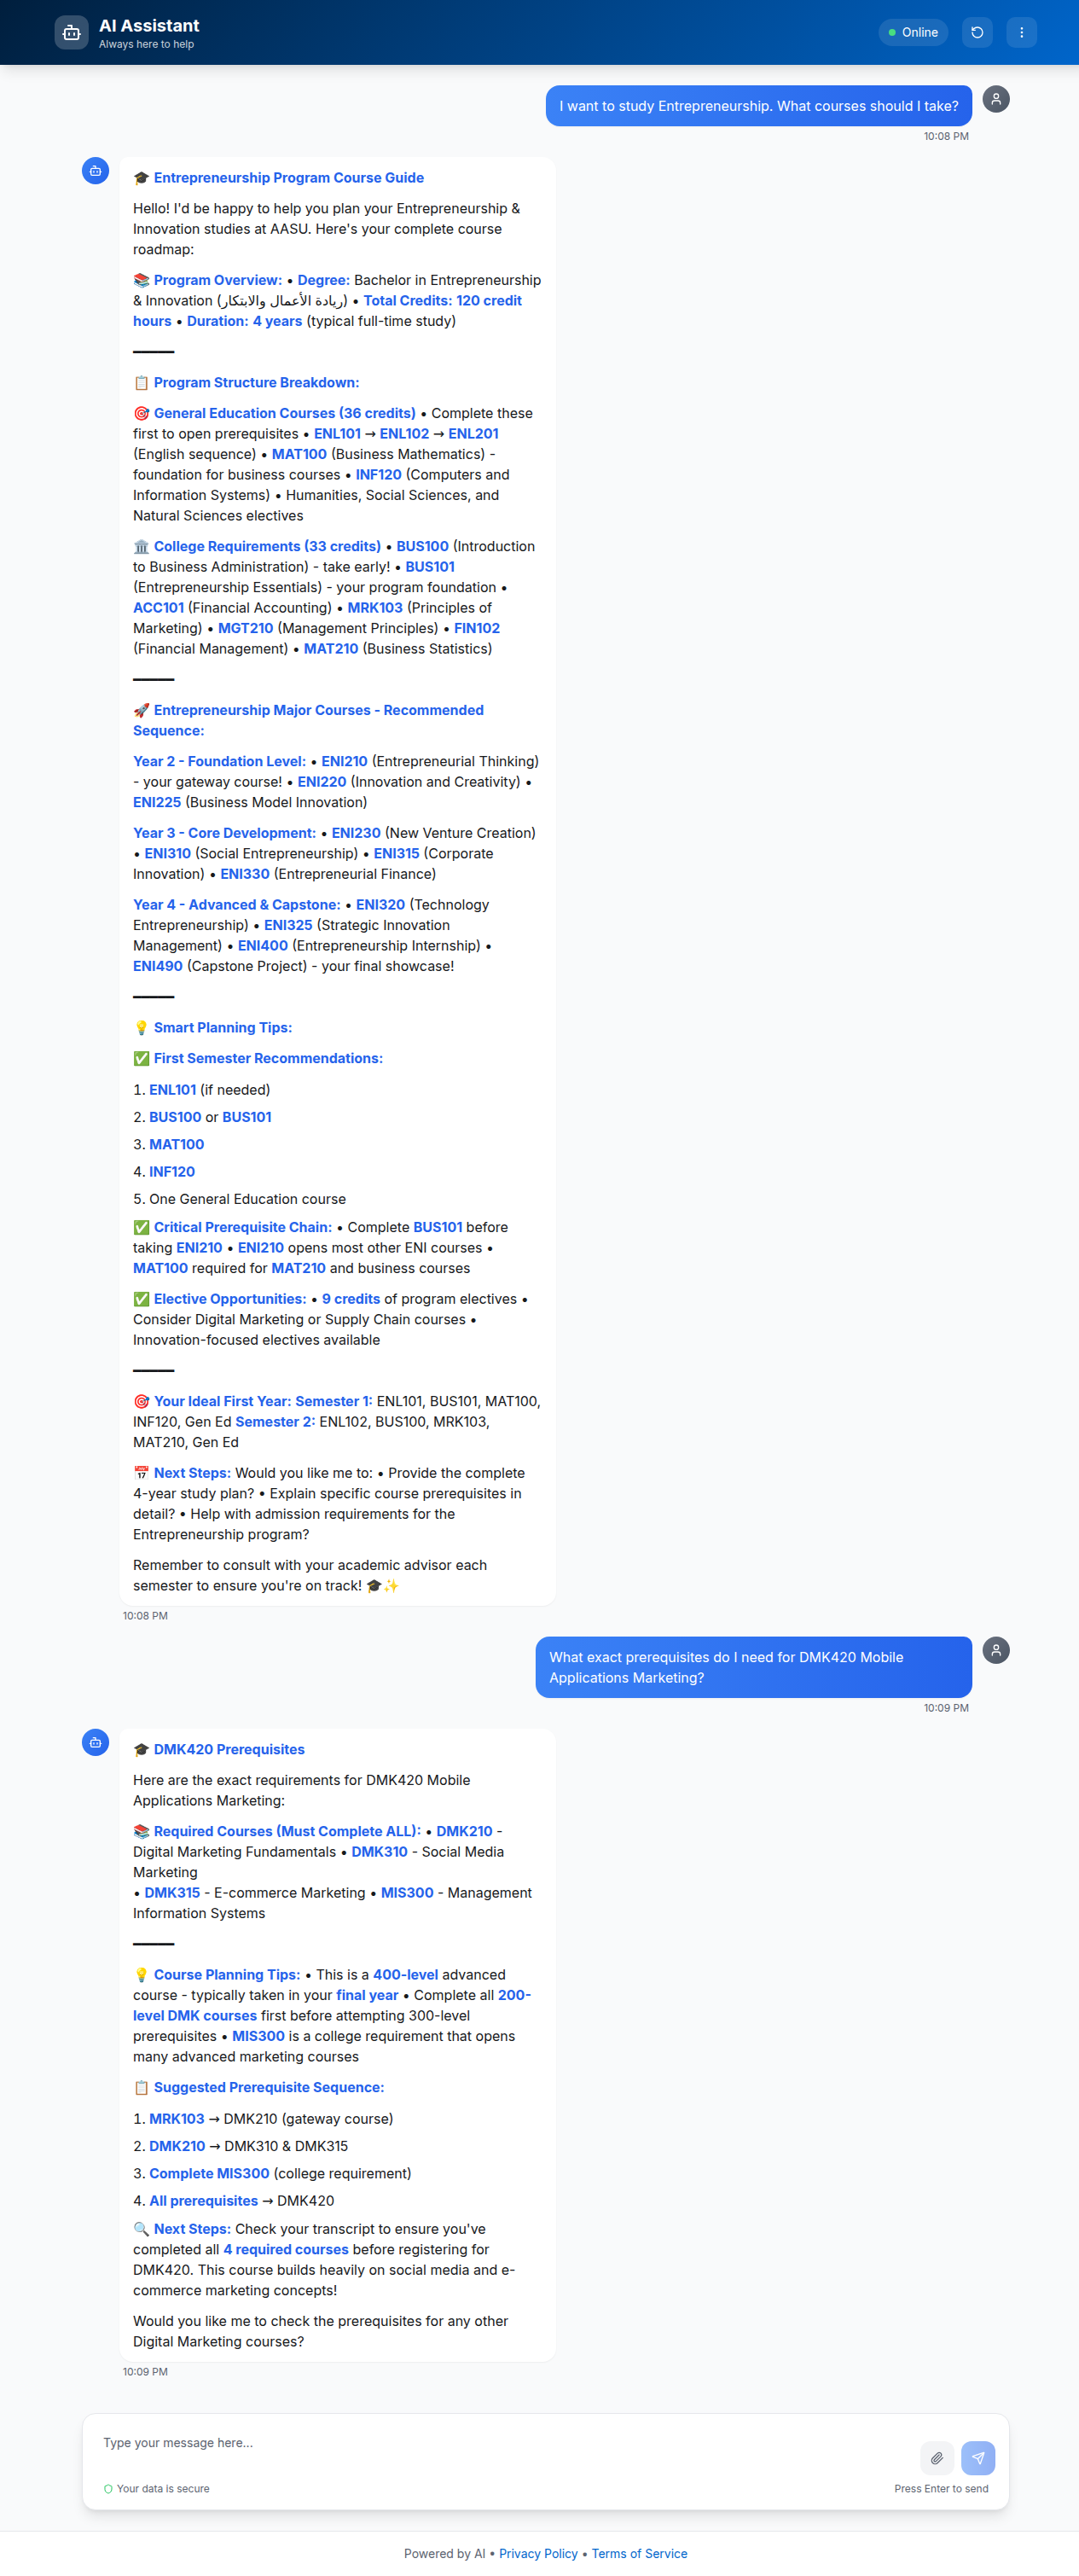 AI Assistant
Always here to help
Online
I want to study Entrepreneurship. What courses should I take?
10:08 PM
🎓 Entrepreneurship Program Course Guide
Hello! I'd be happy to help you plan your Entrepreneurship &
Innovation studies at AASU. Here's your complete course
roadmap:
📚 Program Overview: • Degree: Bachelor in Entrepreneurship
& Innovation (ريادة الأعمال والابتكار) • Total Credits: 120 credit
hours • Duration: 4 years (typical full-time study)
📋 Program Structure Breakdown:
🎯 General Education Courses (36 credits) • Complete these
first to open prerequisites • ENL101 → ENL102 → ENL201
(English sequence) • MAT100 (Business Mathematics) -
foundation for business courses • INF120 (Computers and
Information Systems) • Humanities, Social Sciences, and
Natural Sciences electives
🏛️ College Requirements (33 credits) • BUS100 (Introduction
to Business Administration) - take early! • BUS101
(Entrepreneurship Essentials) - your program foundation •
ACC101 (Financial Accounting) • MRK103 (Principles of
Marketing) • MGT210 (Management Principles) • FIN102
(Financial Management) • MAT210 (Business Statistics)
🚀 Entrepreneurship Major Courses - Recommended
Sequence:
Year 2 - Foundation Level: • ENI210 (Entrepreneurial Thinking)
- your gateway course! • ENI220 (Innovation and Creativity) •
ENI225 (Business Model Innovation)
Year 3 - Core Development: • ENI230 (New Venture Creation)
• ENI310 (Social Entrepreneurship) • ENI315 (Corporate
Innovation) • ENI330 (Entrepreneurial Finance)
Year 4 - Advanced & Capstone: • ENI320 (Technology
Entrepreneurship) • ENI325 (Strategic Innovation
Management) • ENI400 (Entrepreneurship Internship) •
ENI490 (Capstone Project) - your final showcase!
💡 Smart Planning Tips:
✅ First Semester Recommendations:
1. ENL101 (if needed)
2. BUS100 or BUS101
3. MAT100
4. INF120
5. One General Education course
✅ Critical Prerequisite Chain: • Complete BUS101 before
taking ENI210 • ENI210 opens most other ENI courses •
MAT100 required for MAT210 and business courses
✅ Elective Opportunities: • 9 credits of program electives •
Consider Digital Marketing or Supply Chain courses •
Innovation-focused electives available
🎯 Your Ideal First Year: Semester 1: ENL101, BUS101, MAT100,
INF120, Gen Ed Semester 2: ENL102, BUS100, MRK103,
MAT210, Gen Ed
📅 Next Steps: Would you like me to: • Provide the complete
4-year study plan? • Explain specific course prerequisites in
detail? • Help with admission requirements for the
Entrepreneurship program?
Remember to consult with your academic advisor each
semester to ensure you're on track! 🎓✨
10:08 PM
What exact prerequisites do I need for DMK420 Mobile
Applications Marketing?
10:09 PM
🎓 DMK420 Prerequisites
Here are the exact requirements for DMK420 Mobile
Applications Marketing:
📚 Required Courses (Must Complete ALL): • DMK210 -
Digital Marketing Fundamentals • DMK310 - Social Media
Marketing
• DMK315 - E-commerce Marketing • MIS300 - Management
Information Systems
💡 Course Planning Tips: • This is a 400-level advanced
course - typically taken in your final year • Complete all 200-
level DMK courses first before attempting 300-level
prerequisites • MIS300 is a college requirement that opens
many advanced marketing courses
📋 Suggested Prerequisite Sequence:
1. MRK103 → DMK210 (gateway course)
2. DMK210 → DMK310 & DMK315
3. Complete MIS300 (college requirement)
4. All prerequisites → DMK420
🔍 Next Steps: Check your transcript to ensure you've
completed all 4 required courses before registering for
DMK420. This course builds heavily on social media and e-
commerce marketing concepts!
Would you like me to check the prerequisites for any other
Digital Marketing courses?
10:09 PM
Type your message here...
Your data is secure
Press Enter to send
Powered by AI • Privacy Policy • Terms of Service